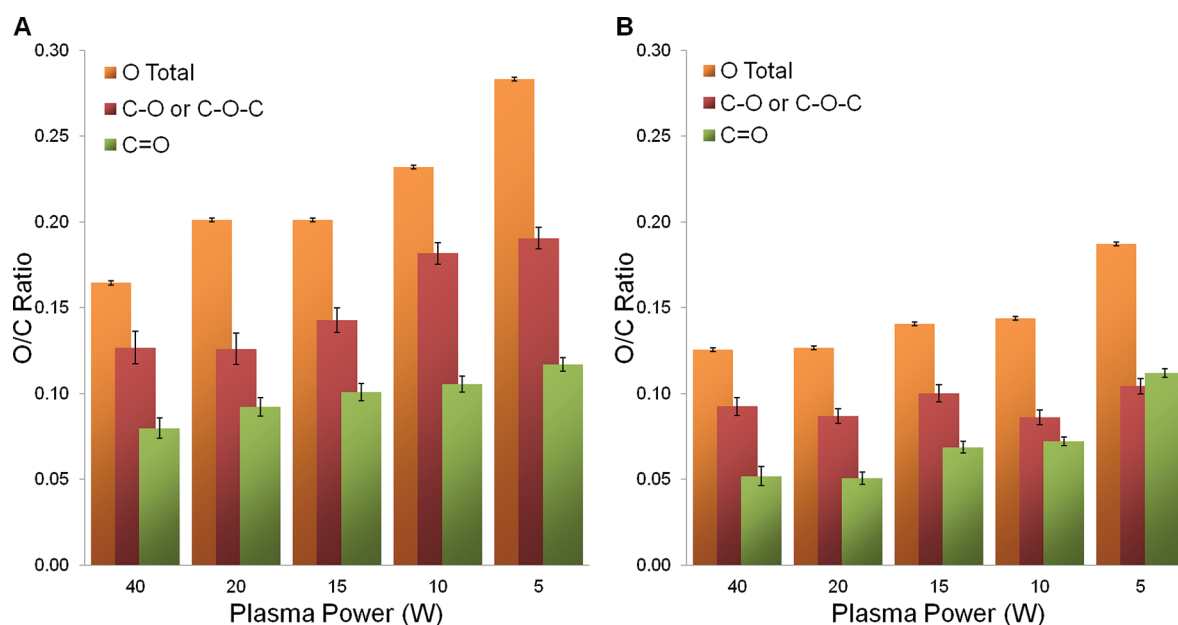 A
0.30
0.25
0.20
0.15
0.10
0.05
0.00
O/C Ratio
O Total
C-O or C-O-C
C=O
40 20 15 10 5
Plasma Power (W)
B
0.30
0.25
0.20
0.15
0.10
0.05
0.00
O/C Ratio
O Total
C-O or C-O-C
C=O
40 20 15 10 5
Plasma Power (W)